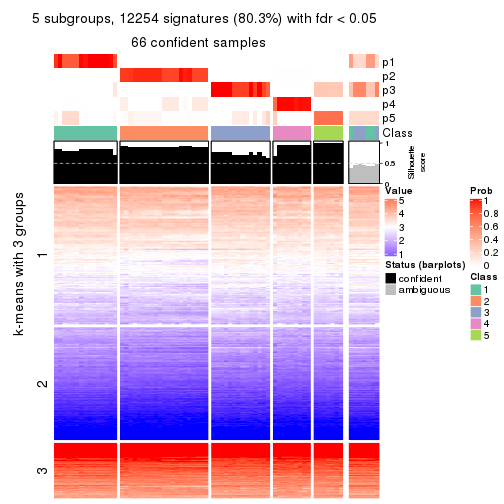 5 subgroups, 12254 signatures (80.3%) with fdr < 0.05
66 confident samples
p1
p2
p3
p4
p5
Class
1
0.5
0
Silhouette
score
k-means with 3 groups
1
2
3
Value
5
4
3
2
1
Status (barplots)
confident
ambiguous
Prob
1
0.8
0.6
0.4
0.2
0
Class
1
2
3
4
5